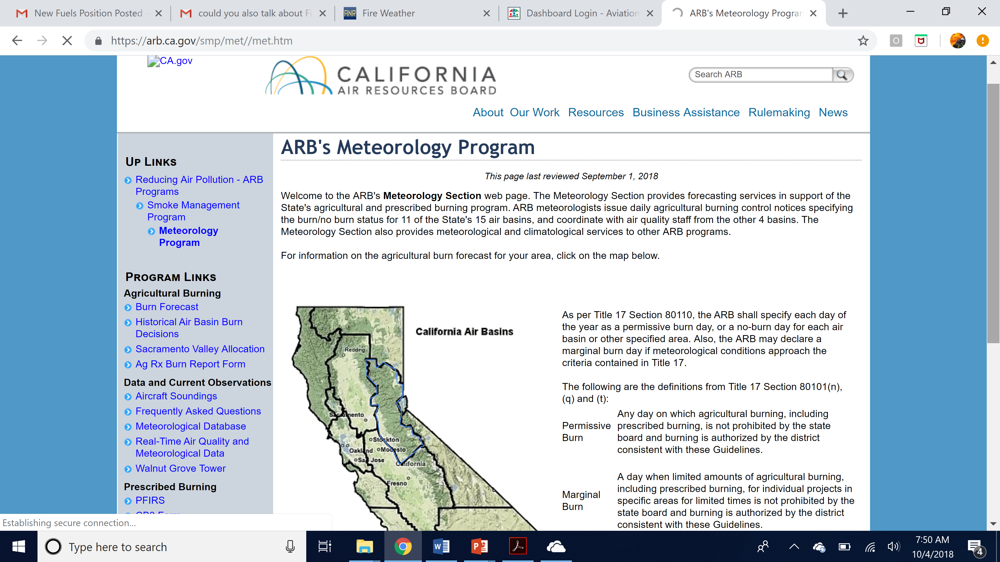 New Fuels Position Posted -
could you also talk about Fi
ANR
Fire Weather
Dashboard Login - Aviation
ARB's Meteorology Program
https://arb.ca.gov/smp/met//met.htm
CA.gov
CALIFORNIA
AIR RESOURCES BOARD
Search ARB
About Our Work Resources Business Assistance Rulemaking News
UP LINKS
Reducing Air Pollution - ARB
Programs
Smoke Management
Program
Meteorology
Program
PROGRAM LINKS
Agricultural Burning
Burn Forecast
Historical Air Basin Burn
Decisions
Sacramento Valley Allocation
Ag Rx Burn Report Form
Data and Current Observations
Aircraft Soundings
Frequently Asked Questions
Meteorological Database
Real-Time Air Quality and
Meteorological Data
Walnut Grove Tower
Prescribed Burning
PFIRS
ARB's Meteorology Program
This page last reviewed September 1, 2018
Welcome to the ARB's Meteorology Section web page. The Meteorology Section provides forecasting services in support of the
State's agricultural and prescribed burning program. ARB meteorologists issue daily agricultural burning control notices specifying
the burn/no burn status for 11 of the State's 15 air basins, and coordinate with air quality staff from the other 4 basins. The
Meteorology Section also provides meteorological and climatological services to other ARB programs.
For information on the agricultural burn forecast for your area, click on the map below.
California Air Basins
Redding
Sacramento
Stockton
Oakland
Modesto
San Jose
California
Fresno
As per Title 17 Section 80110, the ARB shall specify each day of
the year as a permissive burn day, or a no-burn day for each air
basin or other specified area. Also, the ARB may declare a
marginal burn day if meteorological conditions approach the
criteria contained in Title 17.
The following are the definitions from Title 17 Section 80101(n),
(q) and (t):
Permissive
Burn
Any day on which agricultural burning, including
prescribed burning, is not prohibited by the state
board and burning is authorized by the district
consistent with these Guidelines.
Marginal
Burn
A day when limited amounts of agricultural burning,
including prescribed burning, for individual projects in
specific areas for limited times is not prohibited by the
state board and burning is authorized by the district
consistent with these Guidelines.
Establishing secure connection...
Type here to search
7:50 AM
10/4/2018
4